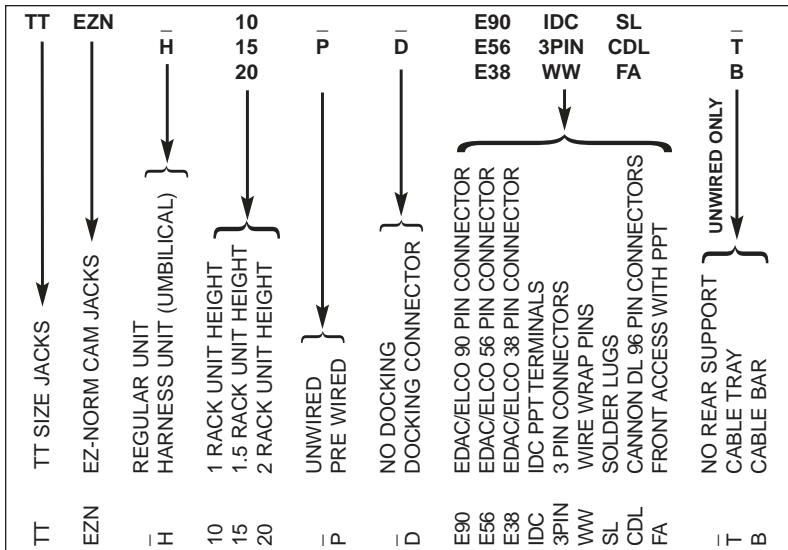 TT EZN _ 10 E90 IDC SL _
H 15 P D E56 3PIN CDL T
20 E38 WW FA B
UNWIRED ONLY
TT TT SIZE JACKS
EZN EZ-NORM CAM JACKS
_ REGULAR UNIT
H HARNESS UNIT (UMBILICAL)
10 1 RACK UNIT HEIGHT
15 1.5 RACK UNIT HEIGHT
20 2 RACK UNIT HEIGHT
_ UNWIRED
P PRE WIRED
_ NO DOCKING
D DOCKING CONNECTOR
E90 EDAC/ELCO 90 PIN CONNECTOR
E56 EDAC/ELCO 56 PIN CONNECTOR
E38 EDAC/ELCO 38 PIN CONNECTOR
IDC IDC PPT TERMINALS
3PIN 3 PIN CONNECTORS
WW WIRE WRAP PINS
SL SOLDER LUGS
CDL CANNON DL 96 PIN CONNECTORS
FA FRONT ACCESS WITH PPT
_ NO REAR SUPPORT
T CABLE TRAY
B CABLE BAR